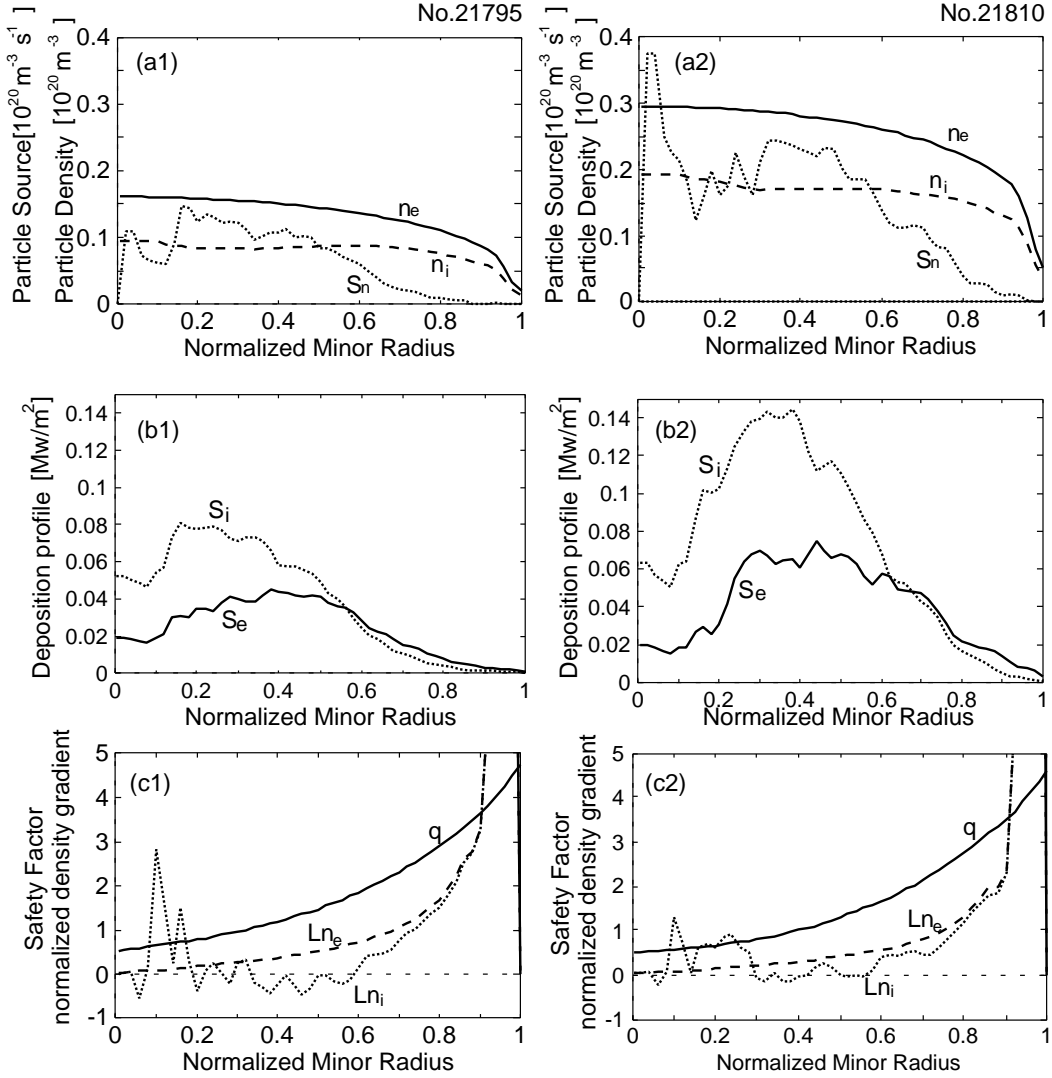 No.21795
Particle Source[10²⁰ m⁻³ s⁻¹ ]
Particle Density [10²⁰ m⁻³ ]
0.4
0.3
0.2
0.1
0
(a1)
nₑ
nᵢ
Sn
0 0.2 0.4 0.6 0.8 1
Normalized Minor Radius
No.21810
Particle Source[10²⁰ m⁻³ s⁻¹ ]
Particle Density [10²⁰ m⁻³ ]
0.4
0.3
0.2
0.1
0
(a2)
nₑ
nᵢ
Sn
0 0.2 0.4 0.6 0.8 1
Normalized Minor Radius
Deposition profile [Mw/m²]
0.14
0.12
0.1
0.08
0.06
0.04
0.02
0
(b1)
Sᵢ
Sₑ
0 0.2 0.4 0.6 0.8 1
Normalized Minor Radius
Deposition profile [Mw/m²]
0.14
0.12
0.1
0.08
0.06
0.04
0.02
0
(b2)
Sᵢ
Sₑ
0 0.2 0.4 0.6 0.8 1
Normalized Minor Radius
Safety Factor
normalized density gradient
5
4
3
2
1
0
-1
(c1)
q
Lnₑ
Lnᵢ
0 0.2 0.4 0.6 0.8 1
Normalized Minor Radius
Safety Factor
normalized density gradient
5
4
3
2
1
0
-1
(c2)
q
Lnₑ
Lnᵢ
0 0.2 0.4 0.6 0.8 1
Normalized Minor Radius